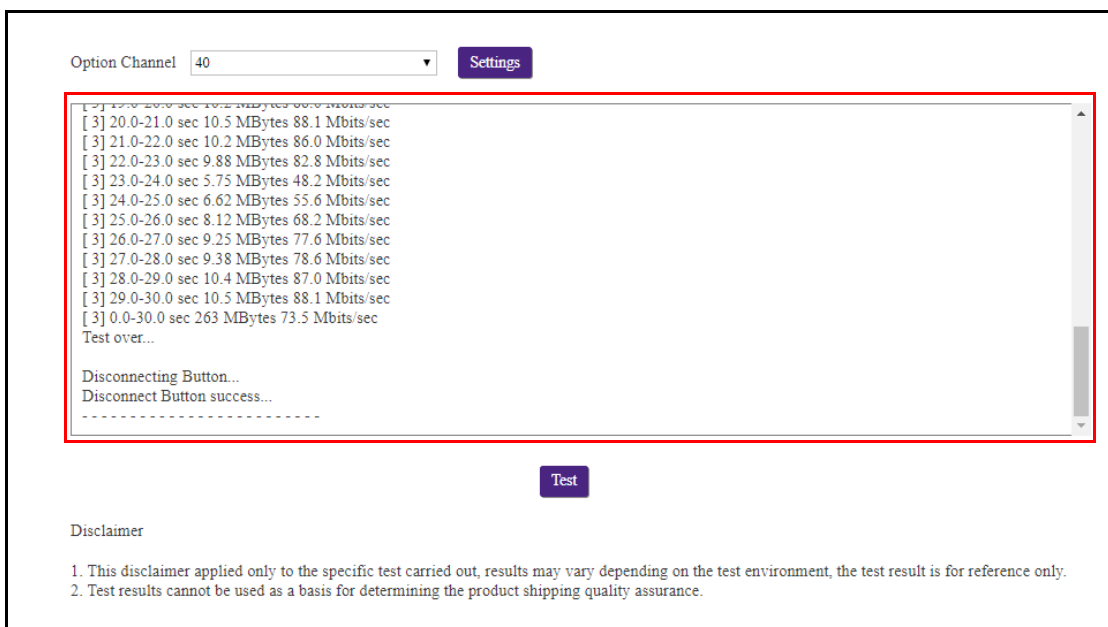 Option Channel 40 Settings
[ 3] 20.0-21.0 sec 10.5 MBytes 88.1 Mbits/sec
[ 3] 21.0-22.0 sec 10.2 MBytes 86.0 Mbits/sec
[ 3] 22.0-23.0 sec 9.88 MBytes 82.8 Mbits/sec
[ 3] 23.0-24.0 sec 5.75 MBytes 48.2 Mbits/sec
[ 3] 24.0-25.0 sec 6.62 MBytes 55.6 Mbits/sec
[ 3] 25.0-26.0 sec 8.12 MBytes 68.2 Mbits/sec
[ 3] 26.0-27.0 sec 9.25 MBytes 77.6 Mbits/sec
[ 3] 27.0-28.0 sec 9.38 MBytes 78.6 Mbits/sec
[ 3] 28.0-29.0 sec 10.4 MBytes 87.0 Mbits/sec
[ 3] 29.0-30.0 sec 10.5 MBytes 88.1 Mbits/sec
[ 3] 0.0-30.0 sec 263 MBytes 73.5 Mbits/sec
Test over...
Disconnecting Button...
Disconnect Button success...
- - - - - - - - - - - - - - - - - - - - - - - - -
Test
Disclaimer
1. This disclaimer applied only to the specific test carried out, results may vary depending on the test environment, the test result is for reference only.
2. Test results cannot be used as a basis for determining the product shipping quality assurance.